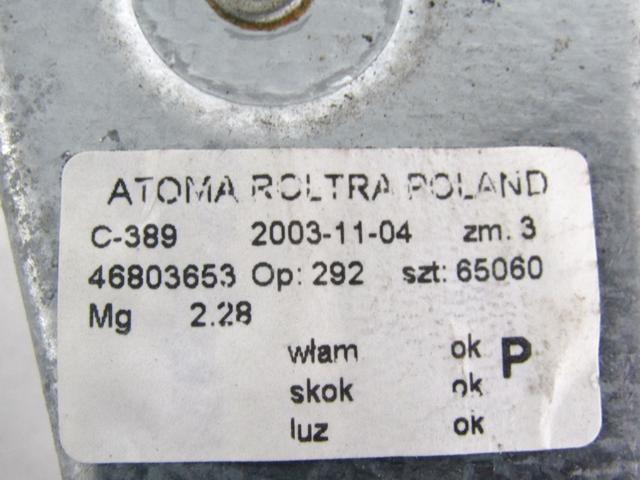 ATOMA ROLTRA POLAND
C-389 2003-11-04 zm. 3
46803653 Op: 292 szt: 65060
Mg 2.28
włam ok P
skok ok
luz ok